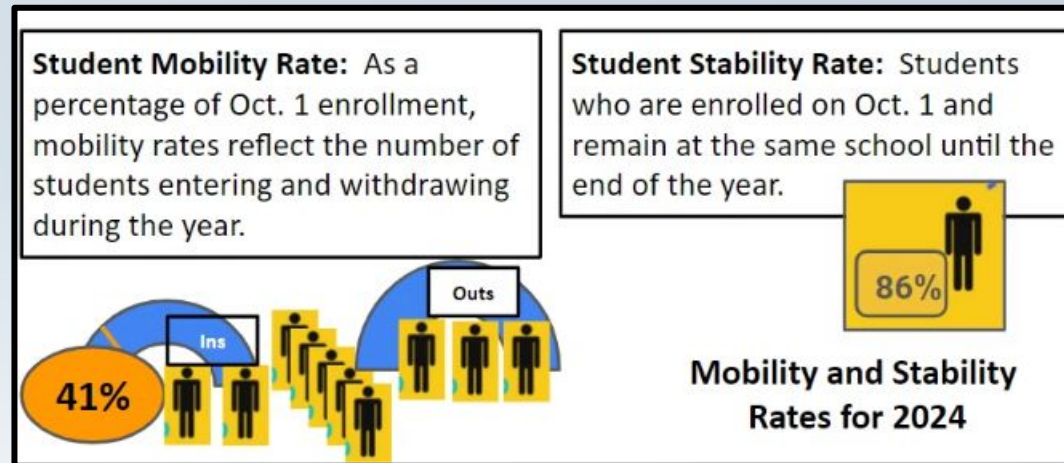 Student Mobility Rate: As a
percentage of Oct. 1 enrollment,
mobility rates reflect the number of
students entering and withdrawing
during the year.
Student Stability Rate: Students
who are enrolled on Oct. 1 and
remain at the same school until the
end of the year.
Outs
Ins
41%
86%
Mobility and Stability
Rates for 2024